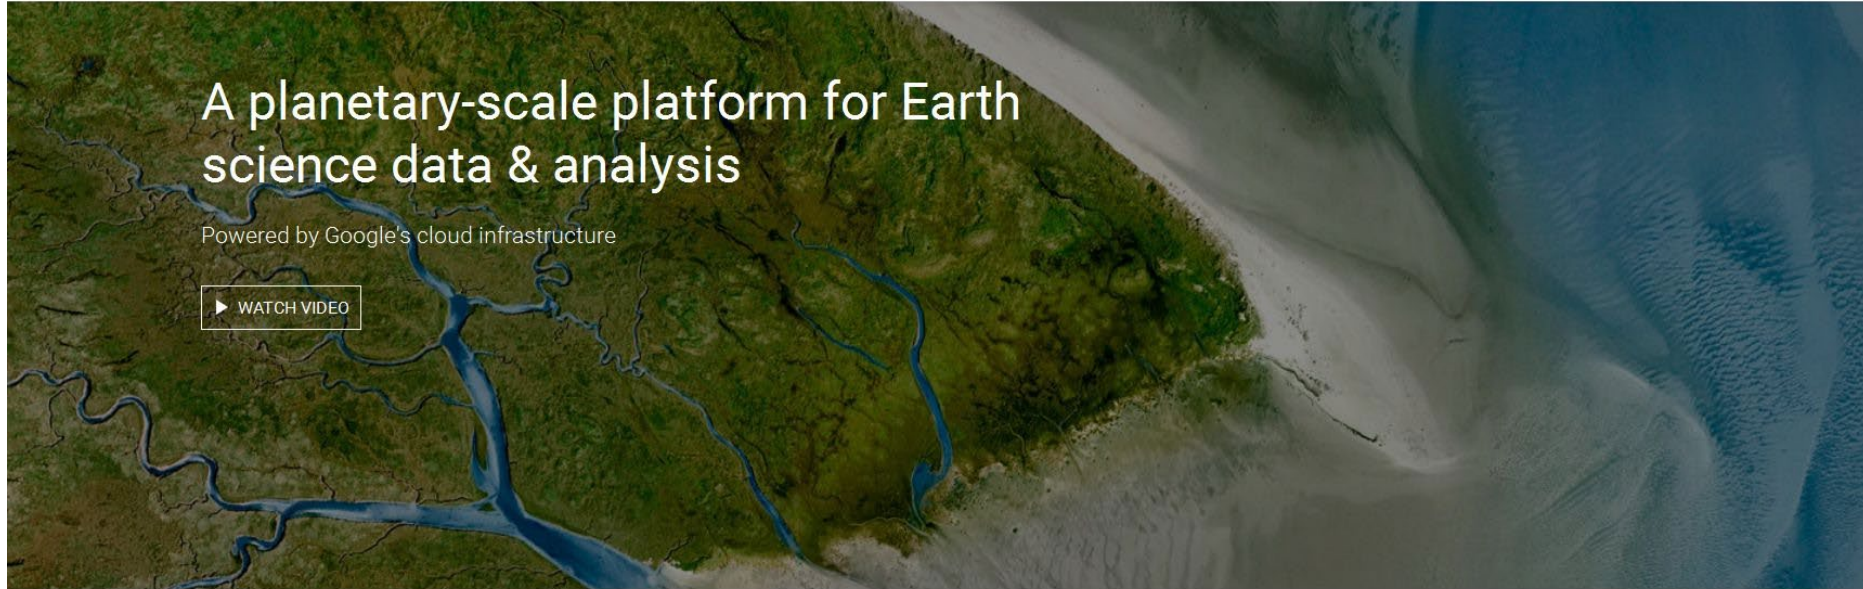 A planetary-scale platform for Earth
science data & analysis
Powered by Google's cloud infrastructure
WATCH VIDEO